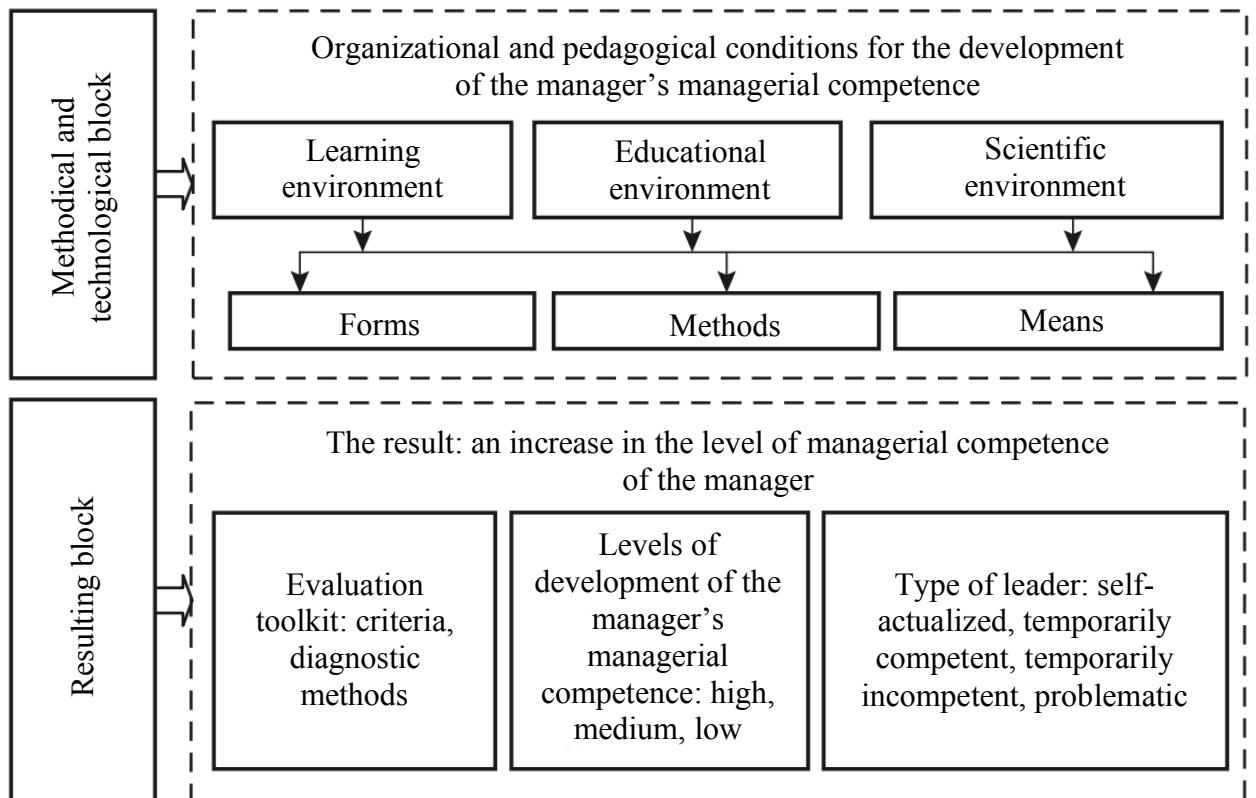 Methodical and
technological block
Organizational and pedagogical conditions for the development
of the manager’s managerial competence
Learning
environment
Educational
environment
Scientific
environment
Forms
Methods
Means
Resulting block
The result: an increase in the level of managerial competence
of the manager
Evaluation
toolkit: criteria,
diagnostic
methods
Levels of
development of the
manager’s
managerial
competence: high,
medium, low
Type of leader: self-
actualized, temporarily
competent, temporarily
incompetent, problematic